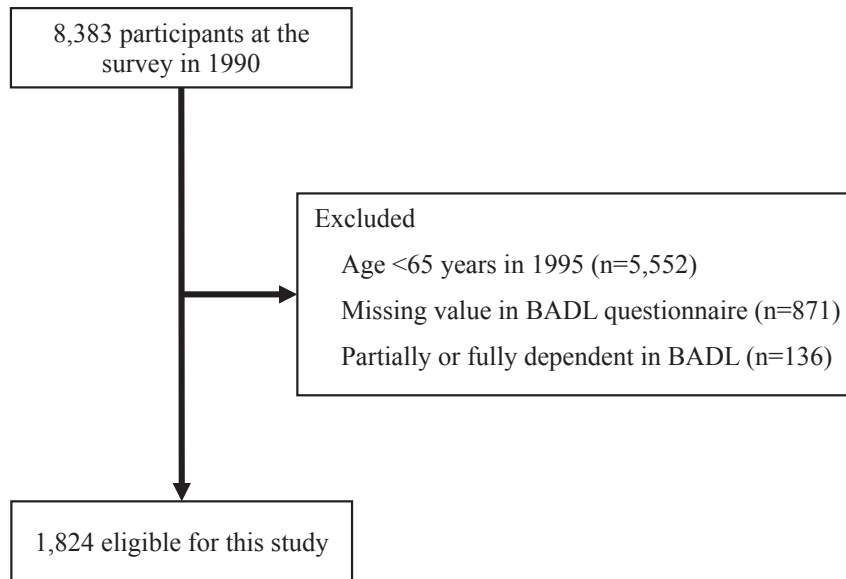 8,383 participants at the
survey in 1990
Excluded
Age <65 years in 1995 (n=5,552)
Missing value in BADL questionnaire (n=871)
Partially or fully dependent in BADL (n=136)
1,824 eligible for this study